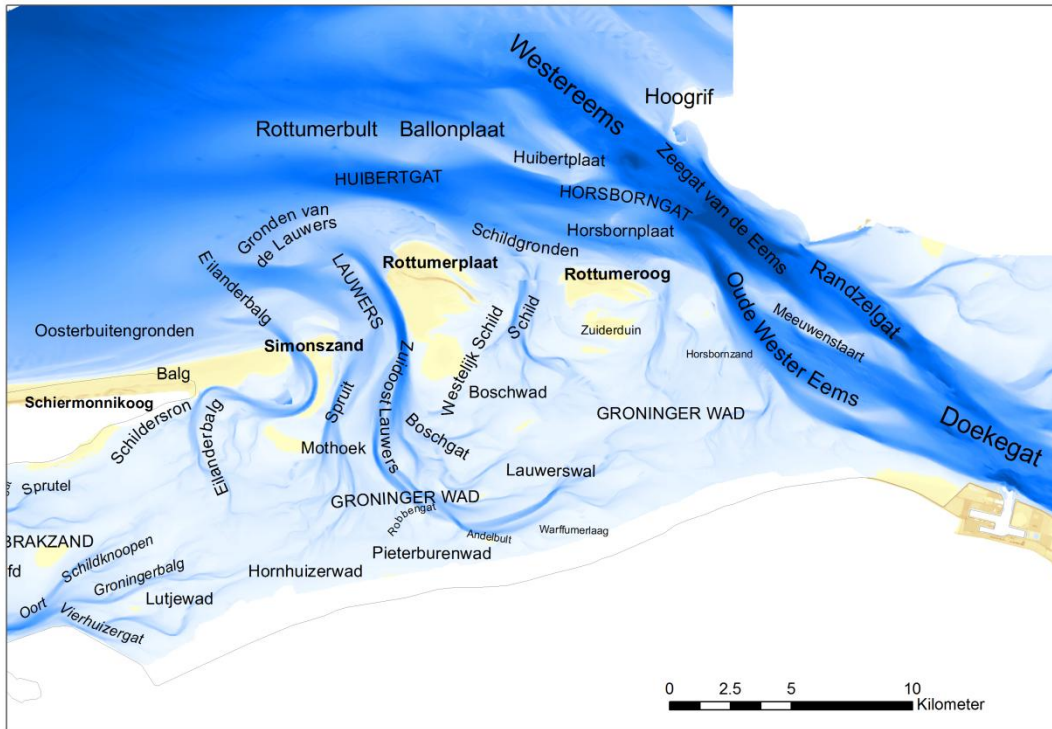 Westereems
Hoogrif
Rottumerbult
Ballonplaat
Huibertplaat
Zeegat van de Eems
HUIBERTGAT
HORSBORNGAT
Gronden van
de Lauwers
Schildgronden
Horsbornplaat
Eilanderbalg
LAUWERS
Rottumerplaat
Rottumeroog
Oude Wester Eems
Randzelgat
Meeuwenstaart
Oosterbuitengronden
Simonszand
Zuidoost Lauwers
Westelijk Schild
Schild
Zuiderduin
Horsbornzand
Balg
Schiermonnikoog
Schildersron
Eilanderbalg
Spruit
Boschwad
GRONINGER WAD
Doekegat
Mothoek
Boschgat
Lauwerswal
Sprutel
GRONINGER WAD
Robbengat
Andelbult
Warffumerlaag
BRAKZAND
Schildknoopen
Pieterburenwad
fd
Groningerbalg
Hornhuizerwad
Oort
Vierhuizergat
Lutjewad
0 2.5 5 10
Kilometer